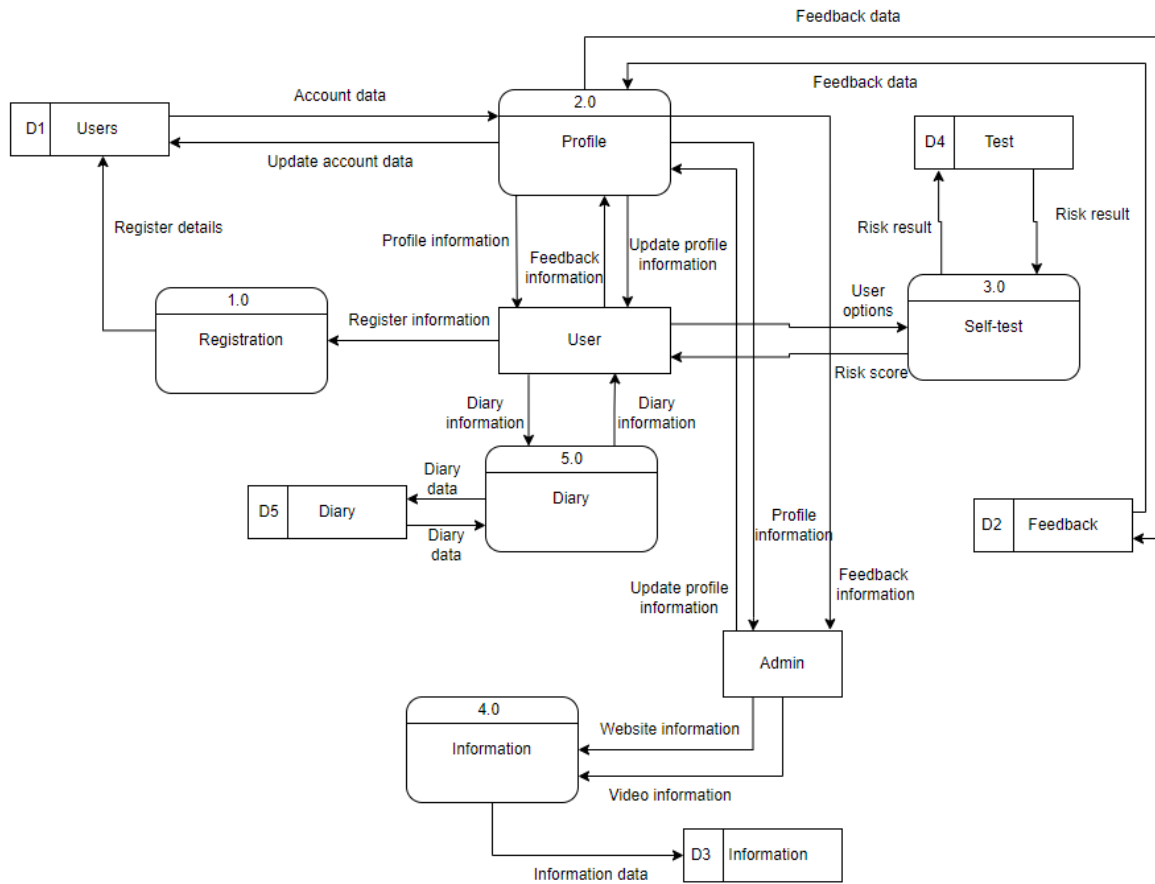 Feedback data
Feedback data
Account data
2.0
Profile
D1 Users
D4 Test
Update account data
Register details
Risk result
Risk result
Profile information
Feedback
information
Update profile
information
1.0
Registration
3.0
Self-test
User
options
Register information
User
Risk score
Diary
information
Diary
information
5.0
Diary
Diary
data
D5 Diary
Diary
data
D2 Feedback
Profile
information
Feedback
information
Update profile
information
Admin
4.0
Information
Website information
Video information
D3 Information
Information data